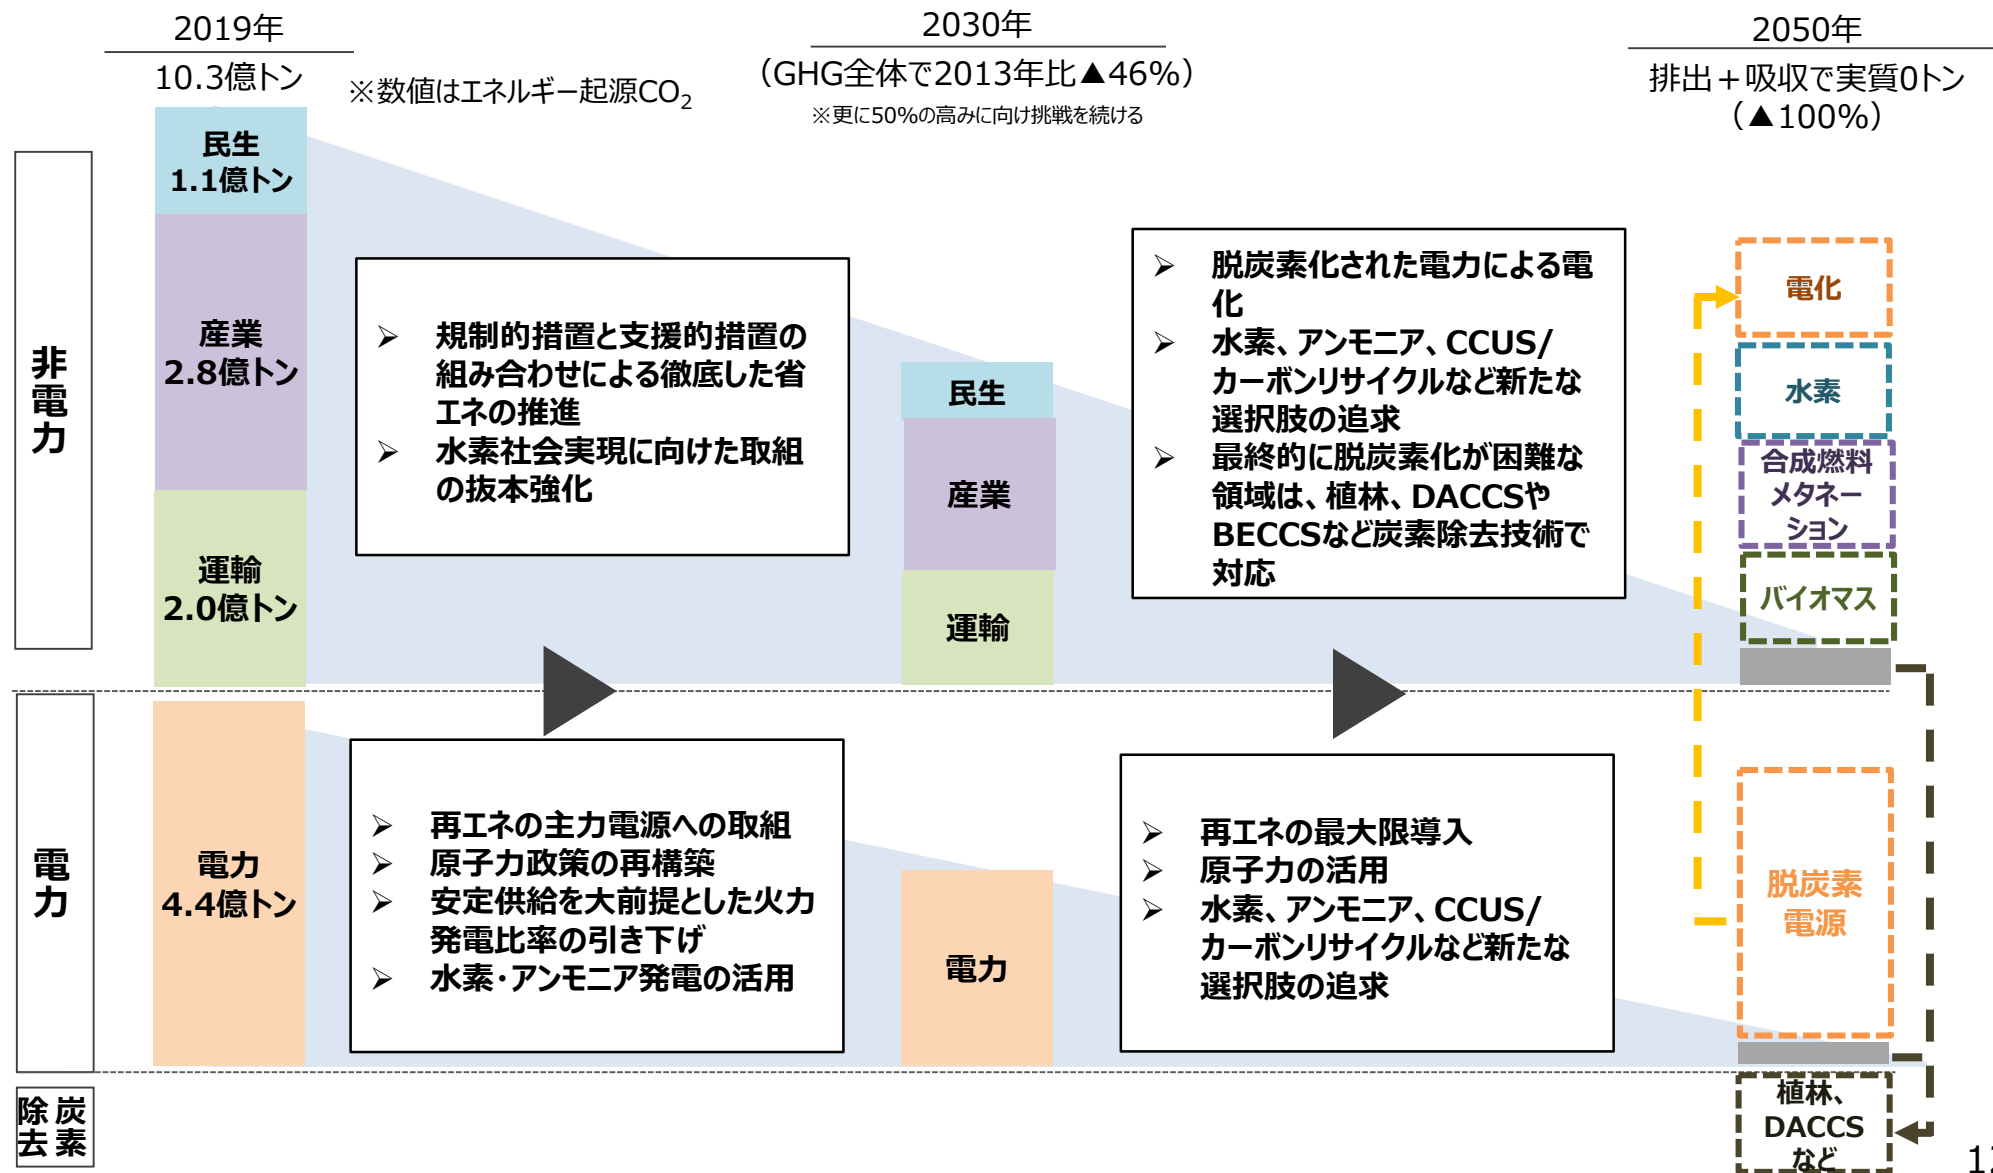 2019年
10.3億トン
※数値はエネルギー起源CO₂
2030年
（GHG全体で2013年比▲46%）
※更に50%の高みに向け挑戦を続ける
2050年
排出＋吸収で実質0トン
（▲100%）
非電力
民生
1.1億トン
産業
2.8億トン
運輸
2.0億トン
➢ 規制的措置と支援的措置の
組み合わせによる徹底した省
エネの推進
➢ 水素社会実現に向けた取組
の抜本強化
民生
産業
運輸
➢ 脱炭素化された電力による電
化
➢ 水素、アンモニア、CCUS/
カーボンリサイクルなど新たな
選択肢の追求
➢ 最終的に脱炭素化が困難な
領域は、植林、DACCSや
BECCSなど炭素除去技術で
対応
電化
水素
合成燃料
メタネー
ション
バイオマス
電力
電力
4.4億トン
➢ 再エネの主力電源への取組
➢ 原子力政策の再構築
➢ 安定供給を大前提とした火力
発電比率の引き下げ
➢ 水素・アンモニア発電の活用
電力
➢ 再エネの最大限導入
➢ 原子力の活用
➢ 水素、アンモニア、CCUS/
カーボンリサイクルなど新たな
選択肢の追求
脱炭素
電源
炭素除去
植林、
DACCS
など